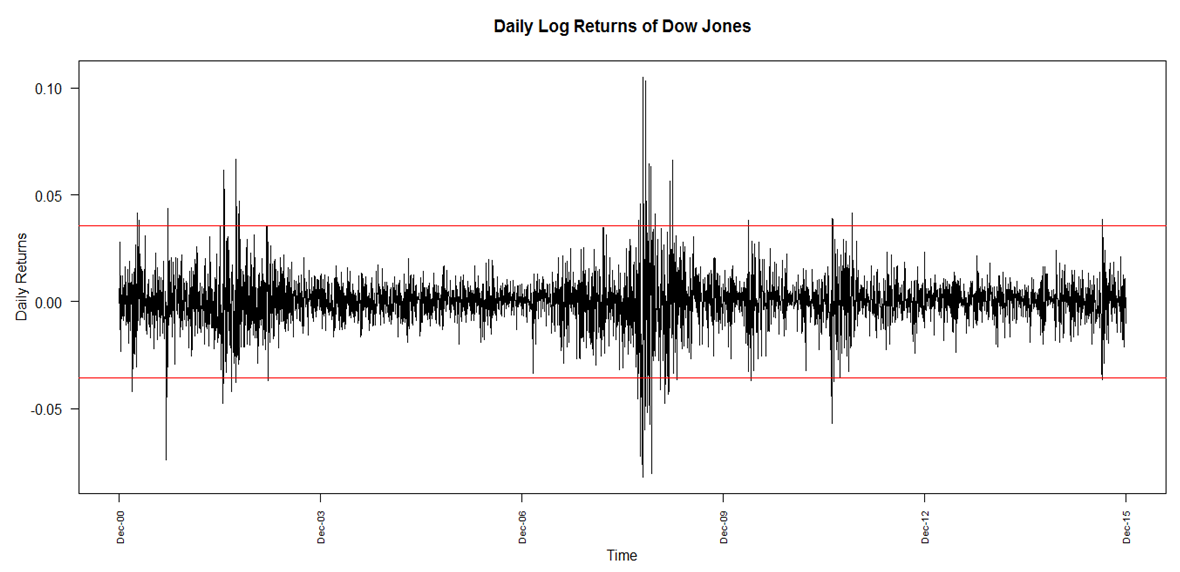 Daily Log Returns of Dow Jones
0.10
0.05
0.00
-0.05
Daily Returns
Dec-00
Dec-03
Dec-06
Dec-09
Dec-12
Dec-15
Time